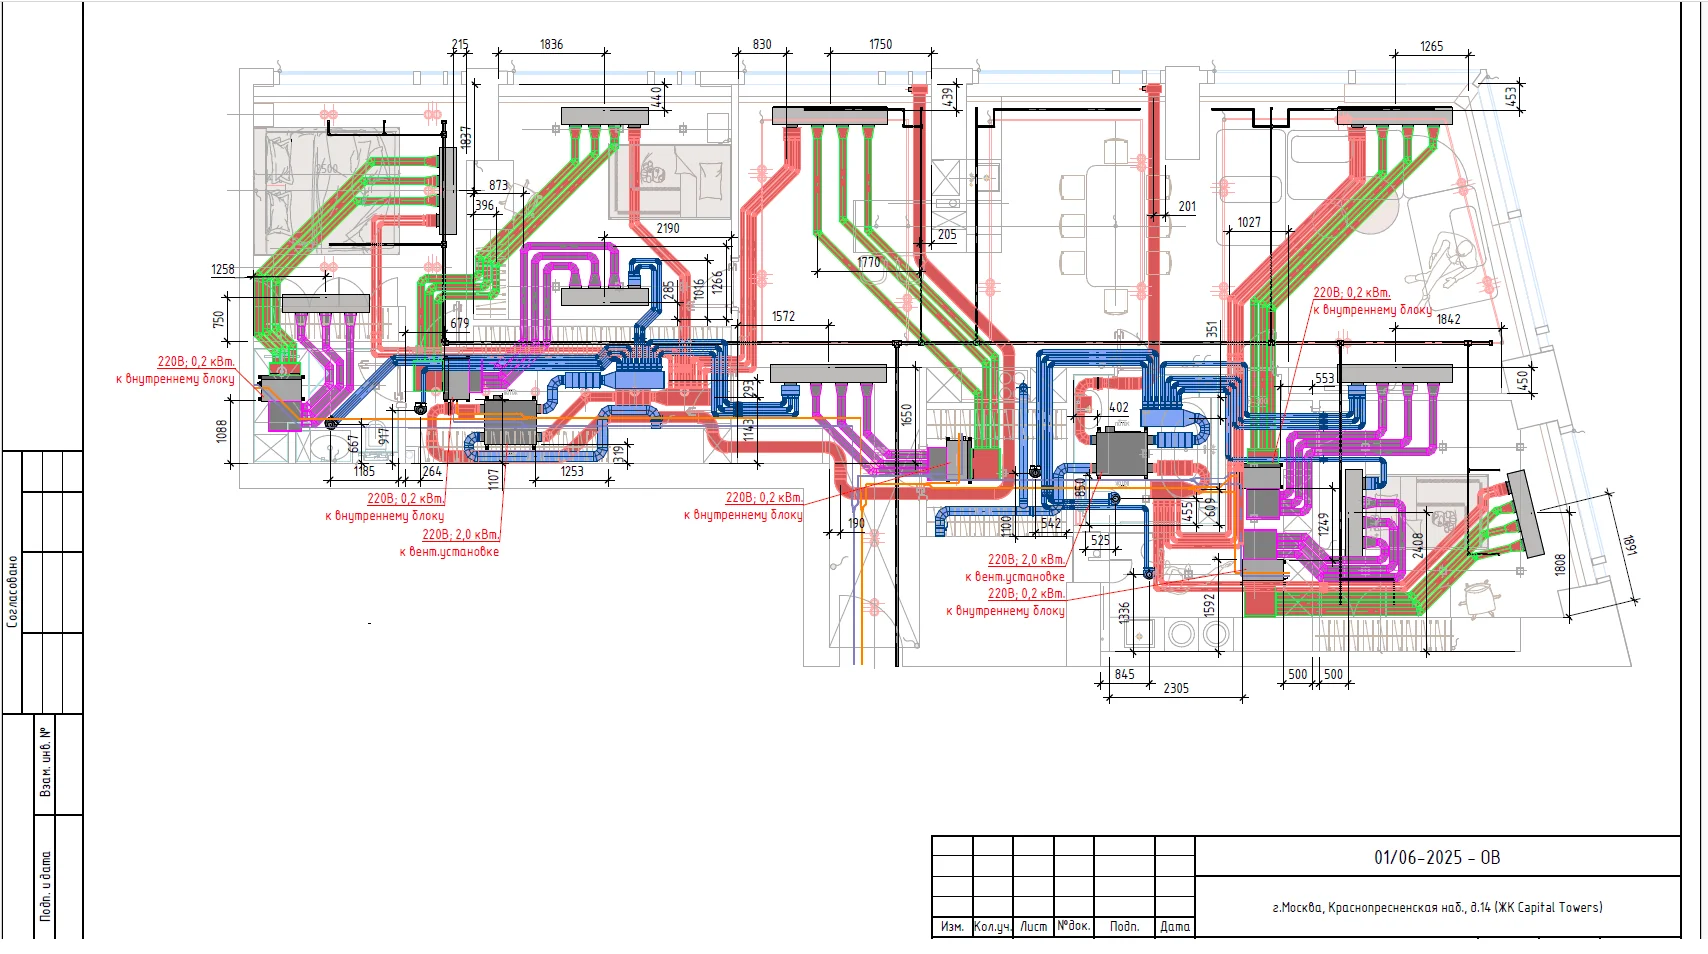 215
1836
830
1750
1265
440
439
453
1837
2500
873
396
2190
201
205
1027
1770
1258
750
285
1016
1266
220В; 0,2 кВт.
к внутреннему блоку
679
1572
351
1842
220В; 0,2 кВт.
к внутреннему блоку
293
553
450
1088
667
917
1143
1650
402
1185
264
1107
1253
319
850
455
609
1249
2408
1808
1891
220В; 0,2 кВт.
к внутреннему блоку
220В; 2,0 кВт.
к вент.установке
220В; 0,2 кВт.
к внутреннему блоку
190
1100
542
525
220В; 2,0 кВт.
к вент.установке
220В; 0,2 кВт.
к внутреннему блоку
1336
1592
845
2305
500
500
Согласовано
Взам. инв. №
Подп. и дата
01/06-2025 - ОВ
г.Москва, Краснопресненская наб., д.14 (ЖК Capital Towers)
Изм. Кол.уч. Лист №док. Подп. Дата